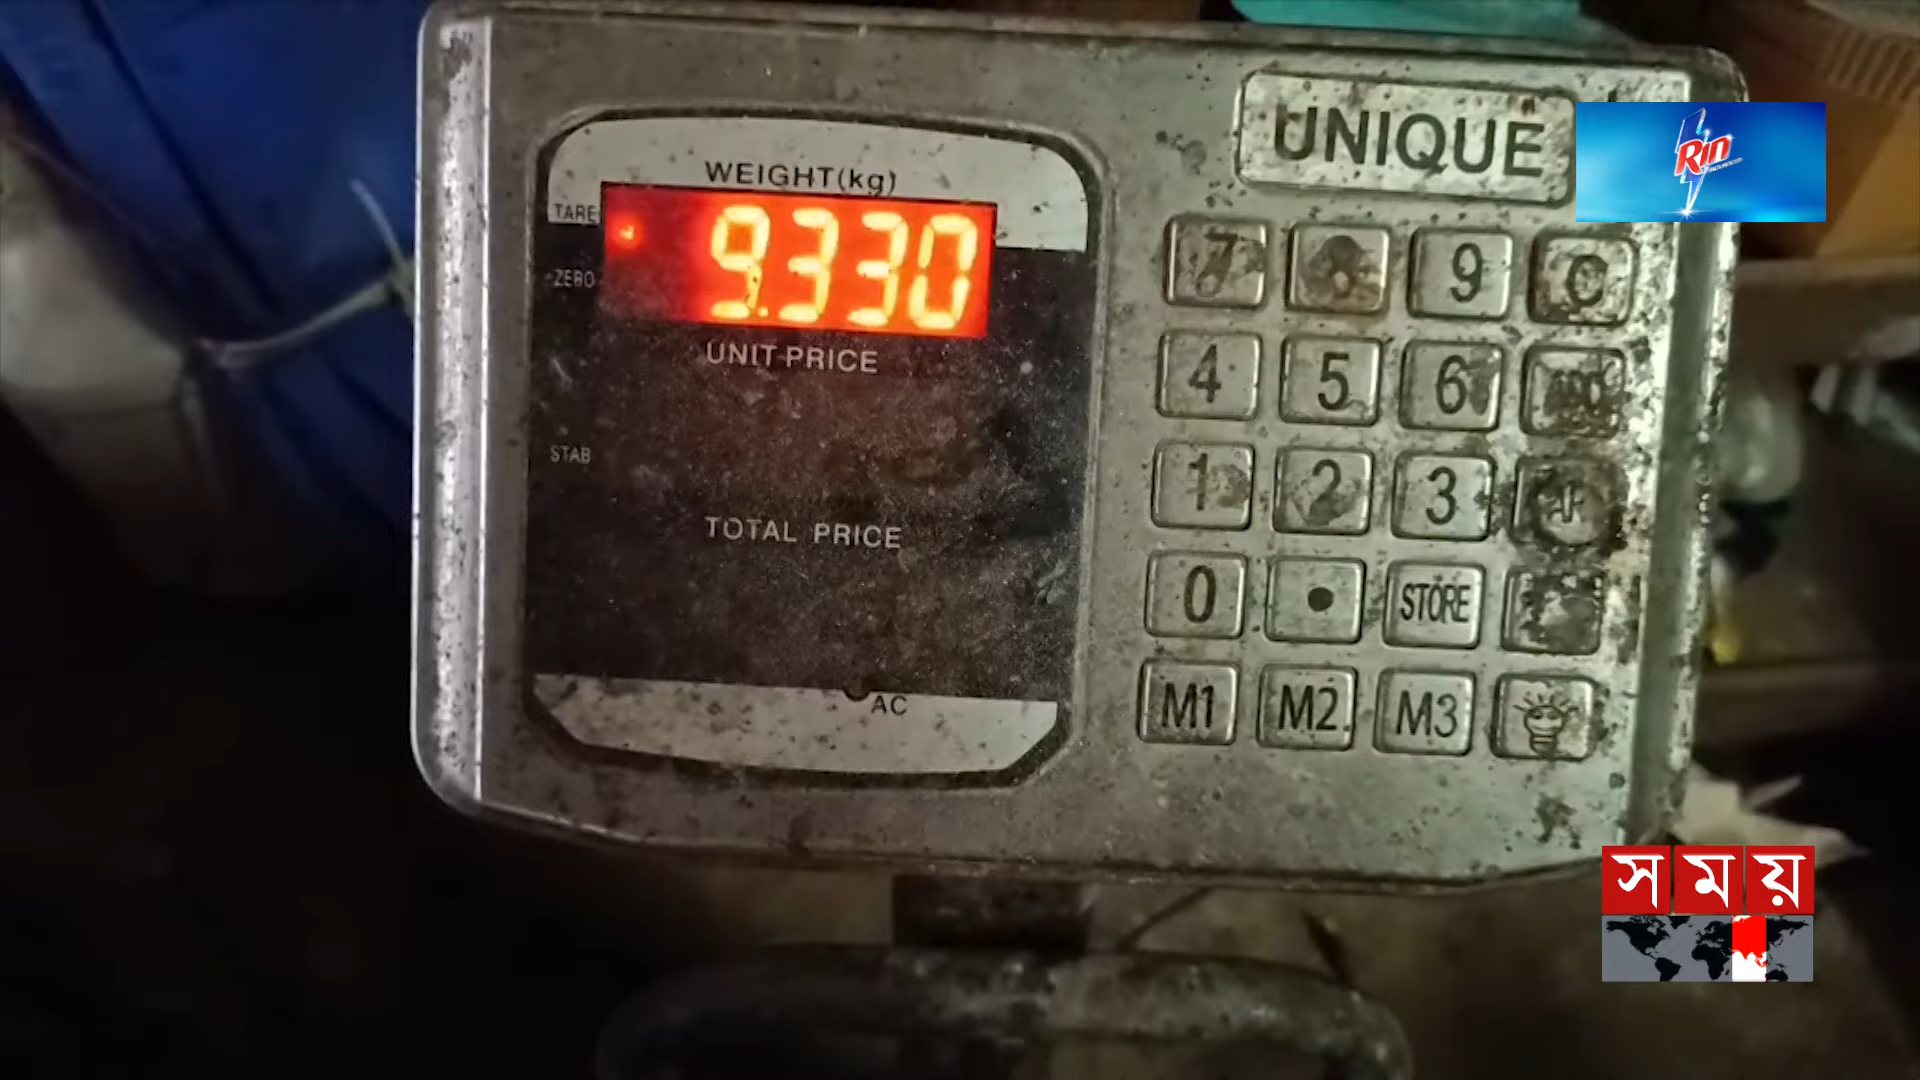 UNIQUE
Rin
WEIGHT(kg)
TARE
9.330
ZERO
UNIT PRICE
STAB
TOTAL PRICE
AC
7 9 C
4 5 6
1 2 3
0 . STORE
M1 M2 M3
সময়